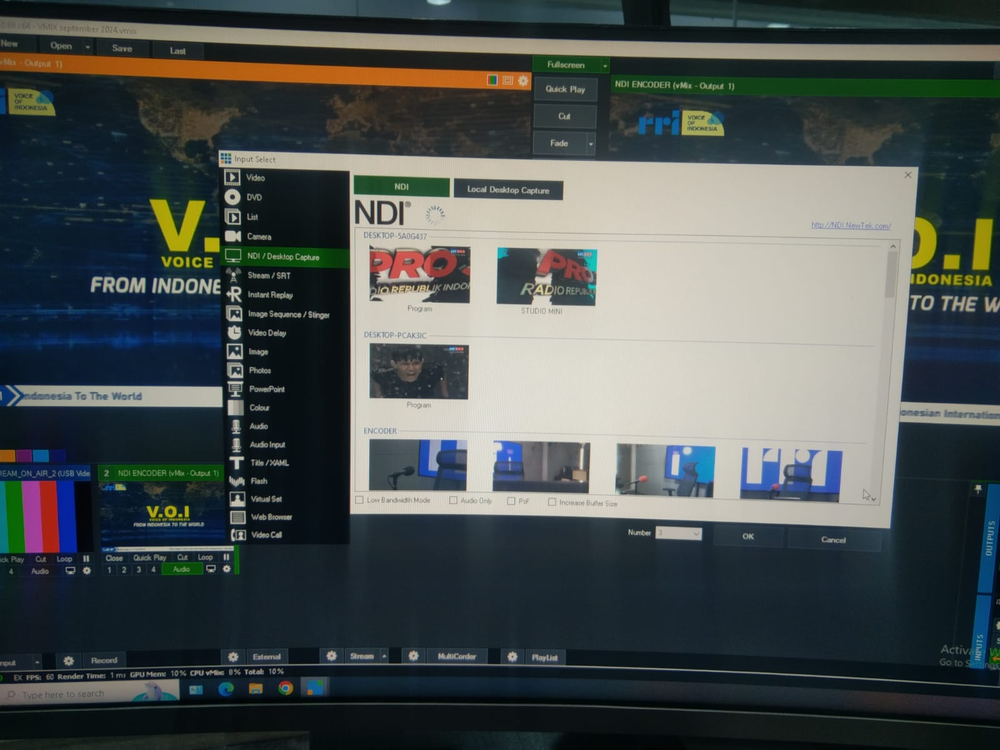 0.68 x64 - VMIX september 2024.vmix
New Open Save Last
vMix - Output 1)
Fullscreen
Quick Play
Cut
Fade
NDI ENCODER (vMix - Output 1)
VOICE
OF
INDONESIA
rri
VOICE
OF
INDONESIA
V.
VOICE
FROM INDONE
O.I
INDONESIA
TO THE W
Indonesia To The World
onesian Internation
Input Select
Video
DVD
List
Camera
NDI / Desktop Capture
Stream / SRT
Instant Replay
Image Sequence / Stinger
Video Delay
Image
Photos
PowerPoint
Colour
Audio
Audio Input
Title / XAML
Flash
Virtual Set
Web Browser
Video Call
NDI
Local Desktop Capture
NDI®
http://NDI.NewTek.com/
DESKTOP-5A0G437
PRO
DIO REPUBLIK INDO
Program
PRO
RADIO REPUBL
STUDIO MINI
DESKTOP-PCAK3IC
Program
ENCODER
rri
Low Bandwidth Mode
Audio Only
PsF
Increase Buffer Size
Number 3
OK
Cancel
REAM_ON_AIR_2 (USB Vide
2 NDI ENCODER (vMix - Output 1)
V.O.I
VOICE OF INDONESIA
FROM INDONESIA TO THE WORLD
ick Play Cut Loop
4 Audio
Close Quick Play Cut Loop
1 2 3 4 Audio
OUTPUTS
INPUTS
nput
Record
External
Stream
MultiCorder
PlayList
EX FPS: 60 Render Time: 1 ms GPU Mem: 10% CPU vMix: 8% Total: 10%
Type here to search
Activa
Go to Settings